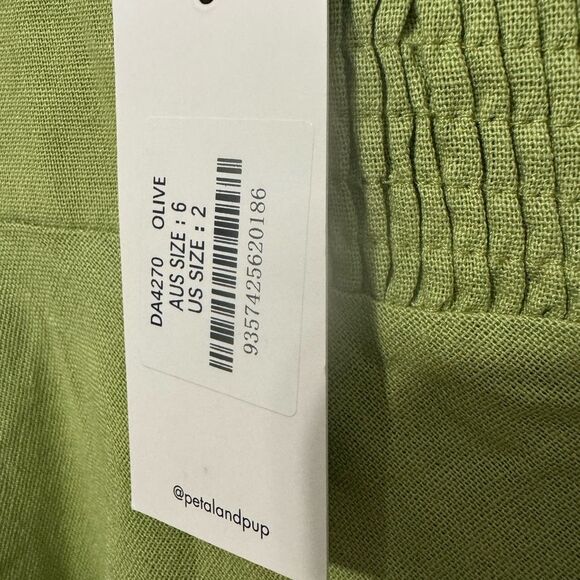 DA4270 OLIVE
AUS SIZE : 6
US SIZE : 2
9357425620186
@petalandpup